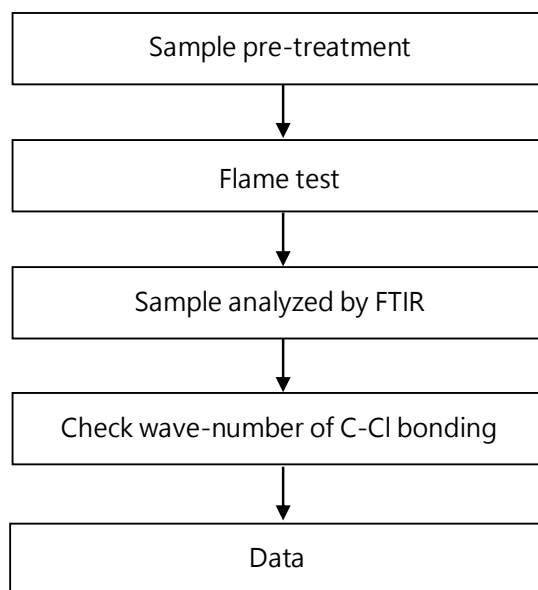 Sample pre-treatment
Flame test
Sample analyzed by FTIR
Check wave-number of C-Cl bonding
Data